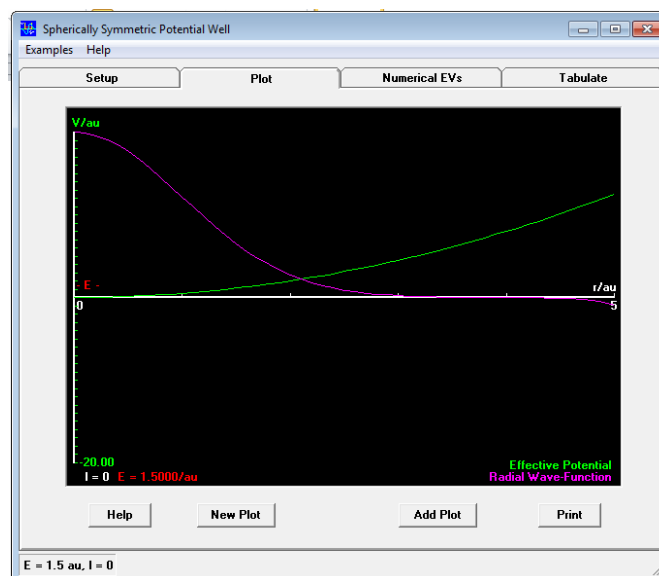 Spherically Symmetric Potential Well
Examples Help
Setup Plot Numerical EVs Tabulate
V/au
- E -
r/au
0 5
-20.00
l = 0 E = 1.5000/au
Effective Potential
Radial Wave-Function
Help New Plot Add Plot Print
E = 1.5 au, l = 0